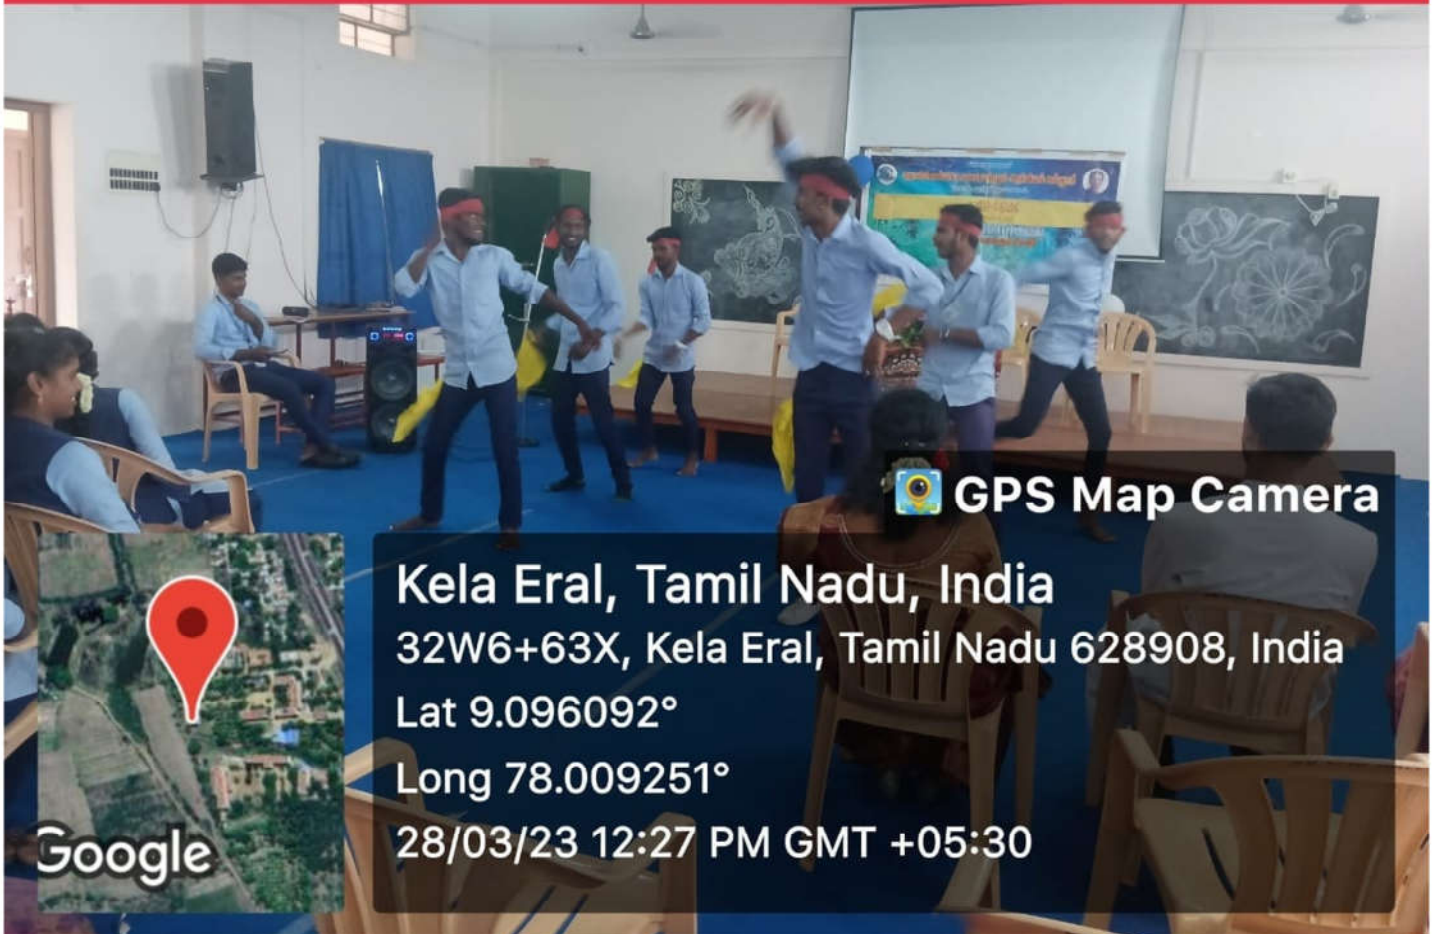 GPS Map Camera
Kela Eral, Tamil Nadu, India
32W6+63X, Kela Eral, Tamil Nadu 628908, India
Lat 9.096092°
Long 78.009251°
28/03/23 12:27 PM GMT +05:30
Google